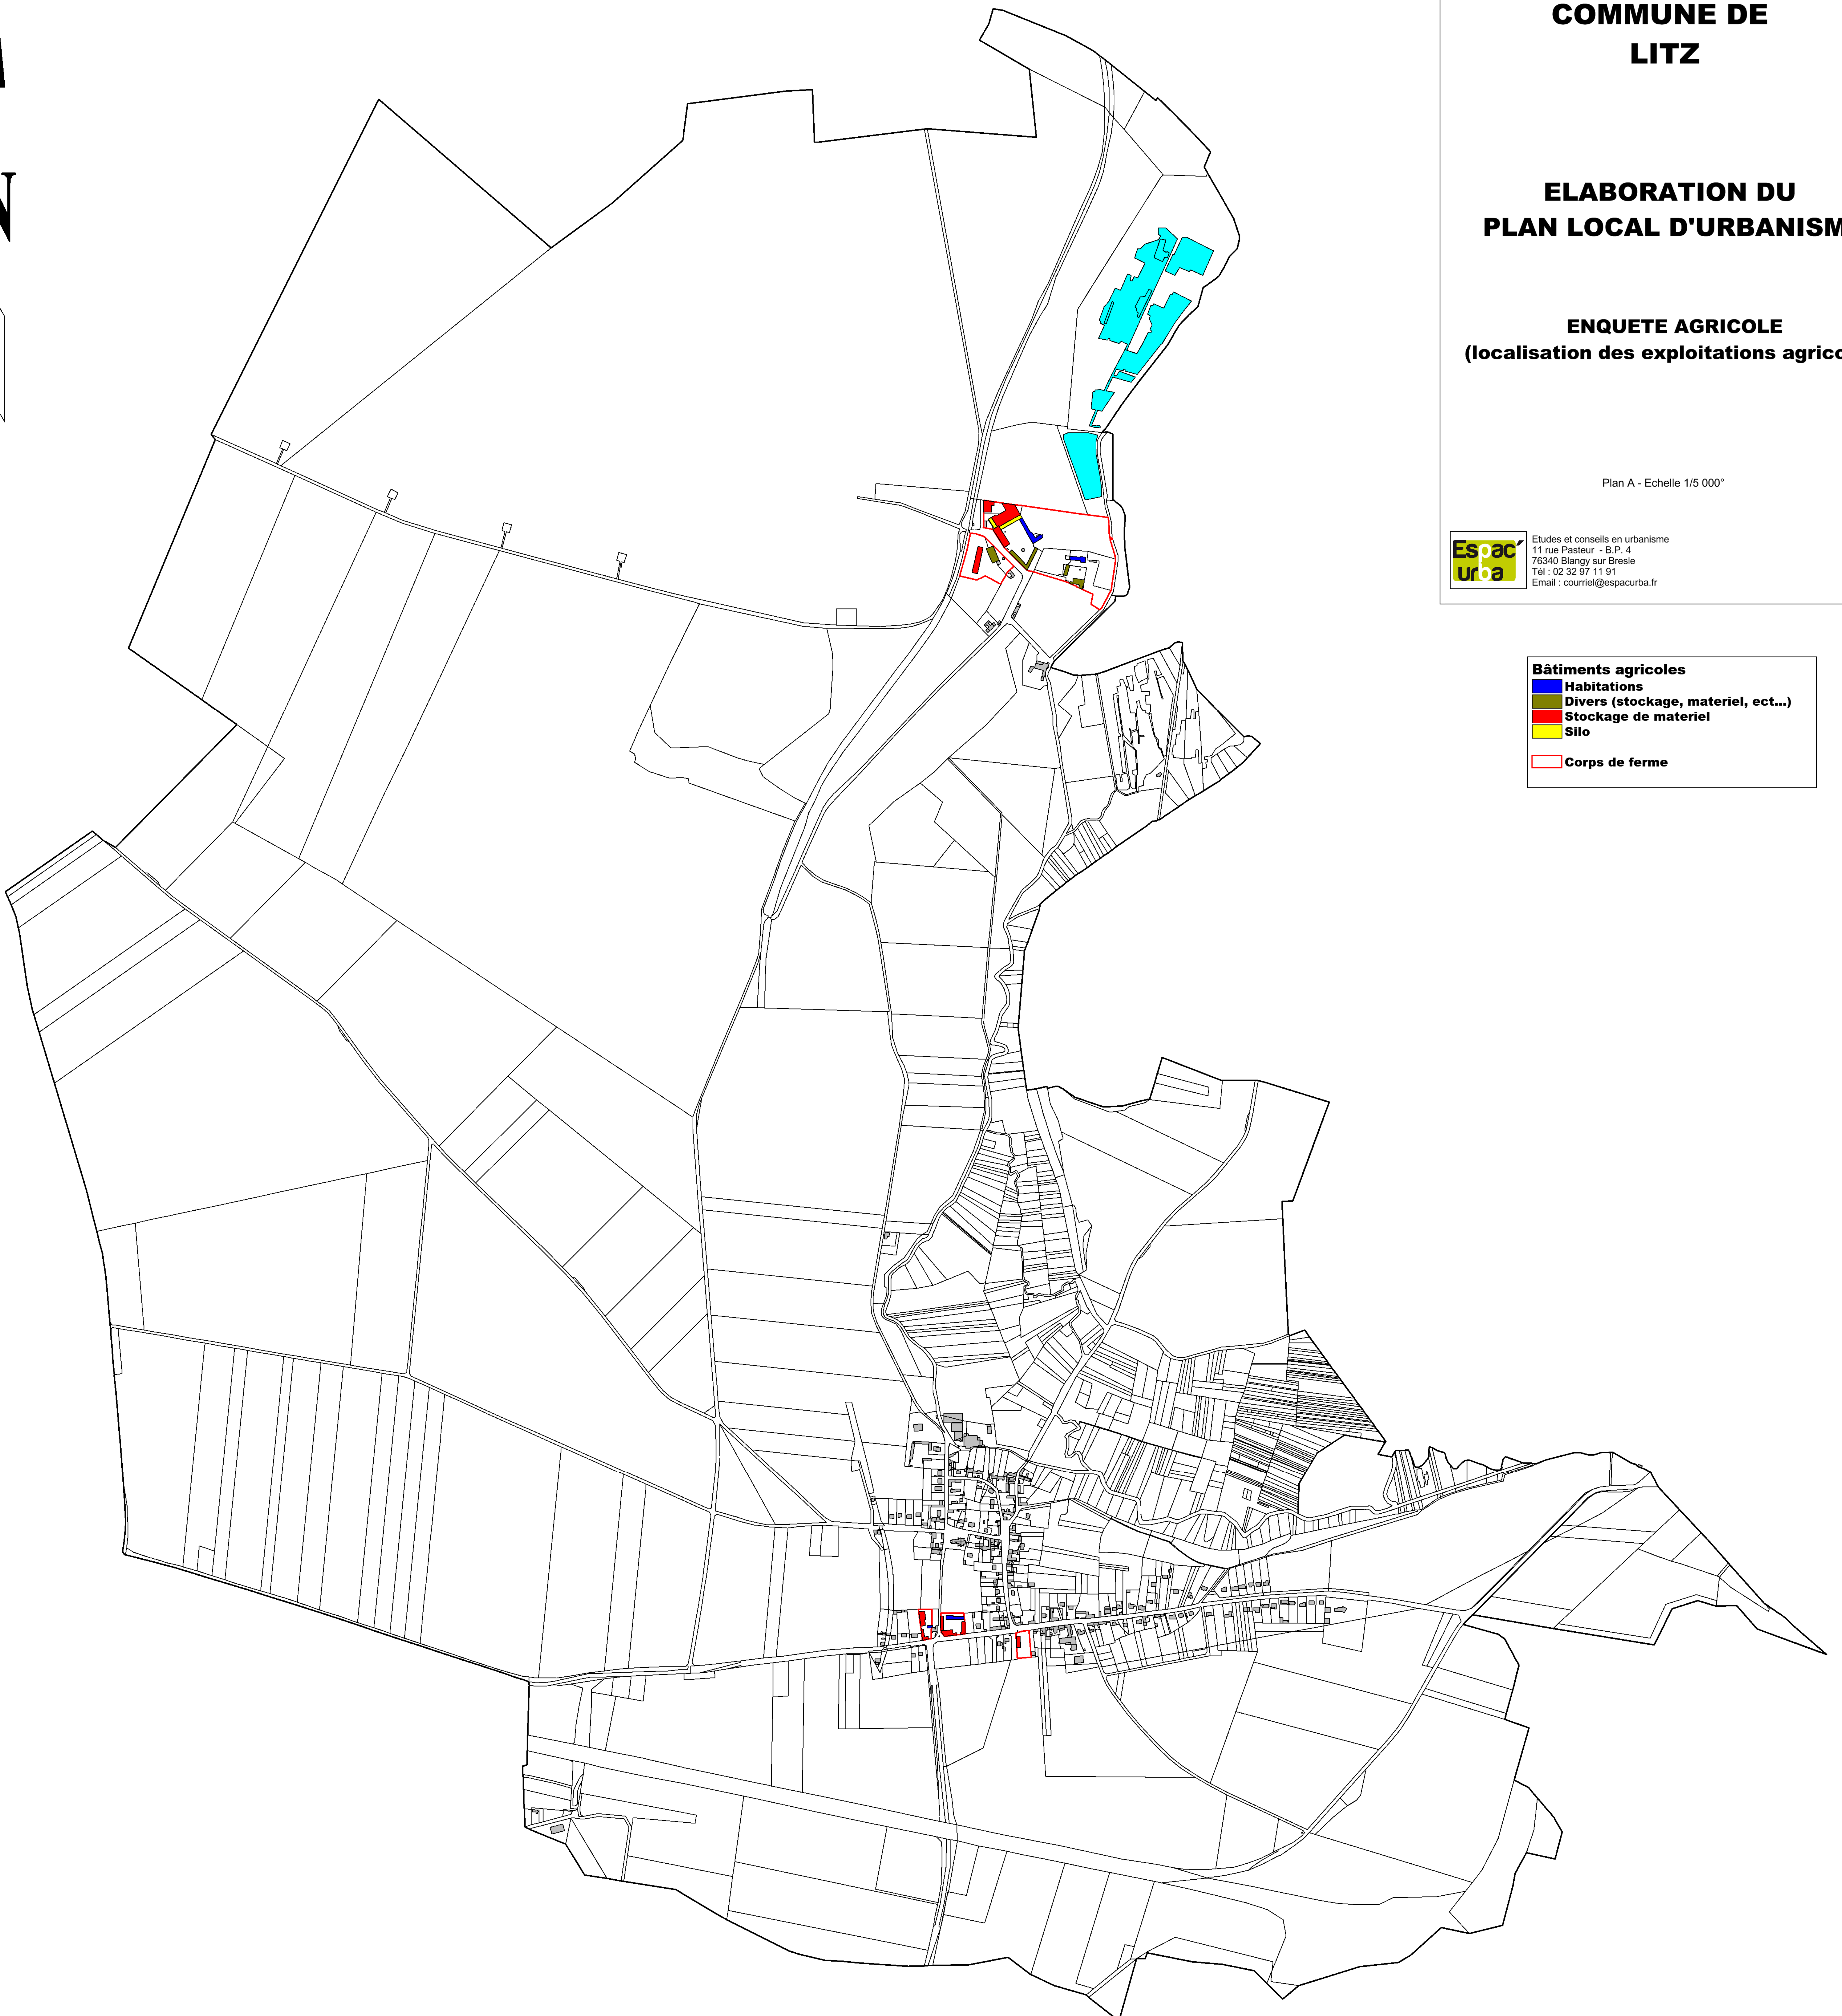 COMMUNE DE
LITZ
ELABORATION DU
PLAN LOCAL D'URBANISM
ENQUETE AGRICOLE
(localisation des exploitations agrico
Plan A - Echelle 1/5 000°
Espac´
urba
Etudes et conseils en urbanisme
11 rue Pasteur - B.P. 4
76340 Blangy sur Bresle
Tél : 02 32 97 11 91
Email : courriel@espacurba.fr
Bâtiments agricoles
Habitations
Divers (stockage, materiel, ect...)
Stockage de materiel
Silo
Corps de ferme